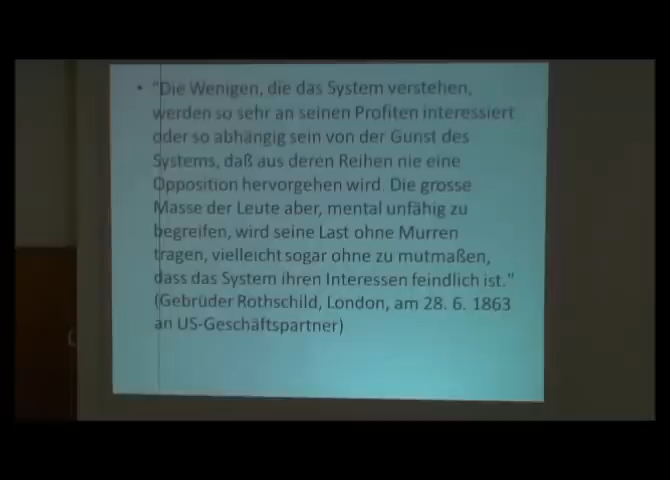 • "Die Wenigen, die das System verstehen,
werden so sehr an seinen Profiten interessiert
oder so abhängig sein von der Gunst des
Systems, daß aus deren Reihen nie eine
Opposition hervorgehen wird. Die grosse
Masse der Leute aber, mental unfähig zu
begreifen, wird seine Last ohne Murren
tragen, vielleicht sogar ohne zu mutmaßen,
dass das System ihren Interessen feindlich ist."
(Gebrüder Rothschild, London, am 28. 6. 1863
an US-Geschäftspartner)